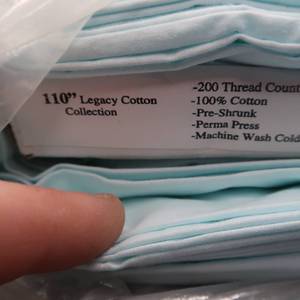 110” Legacy Cotton
Collection
-200 Thread Count
-100% Cotton
-Pre-Shrunk
-Perma Press
-Machine Wash Cold